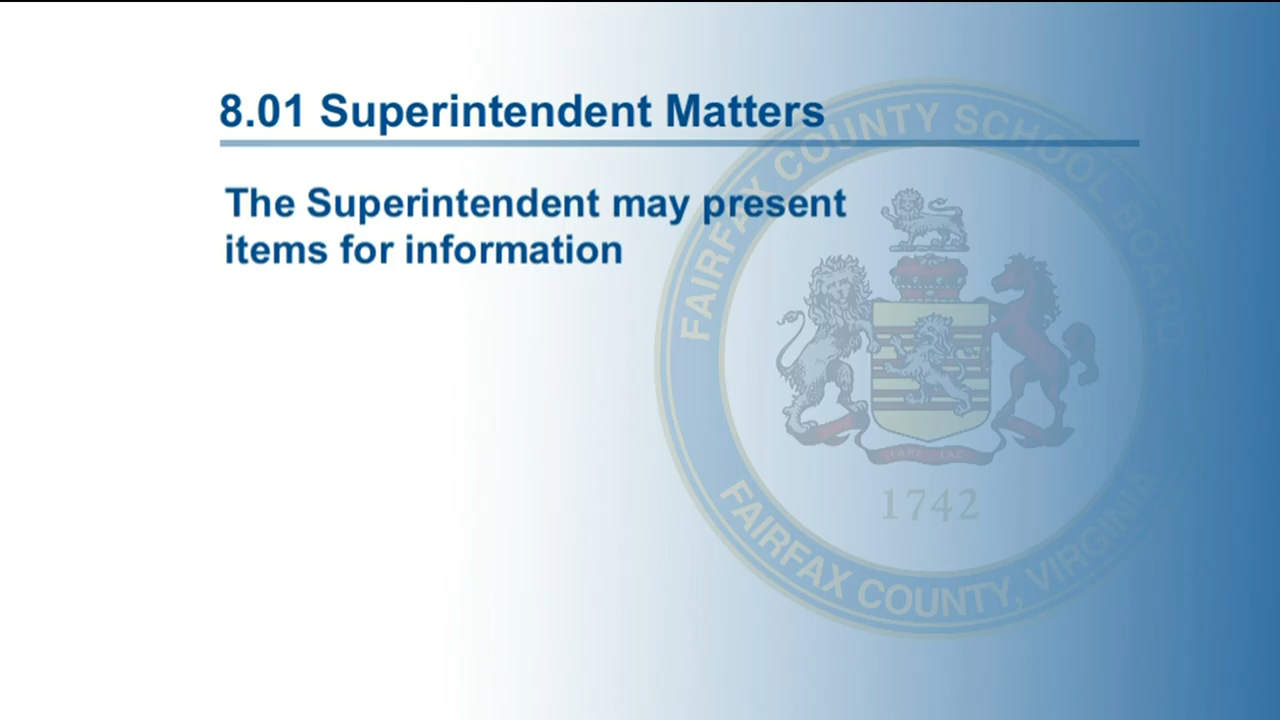 8.01 Superintendent Matters
The Superintendent may present
items for information
FAIRFAX COUNTY SCHOOL BOARD
1742
FAIRFAX COUNTY, VIRGINIA